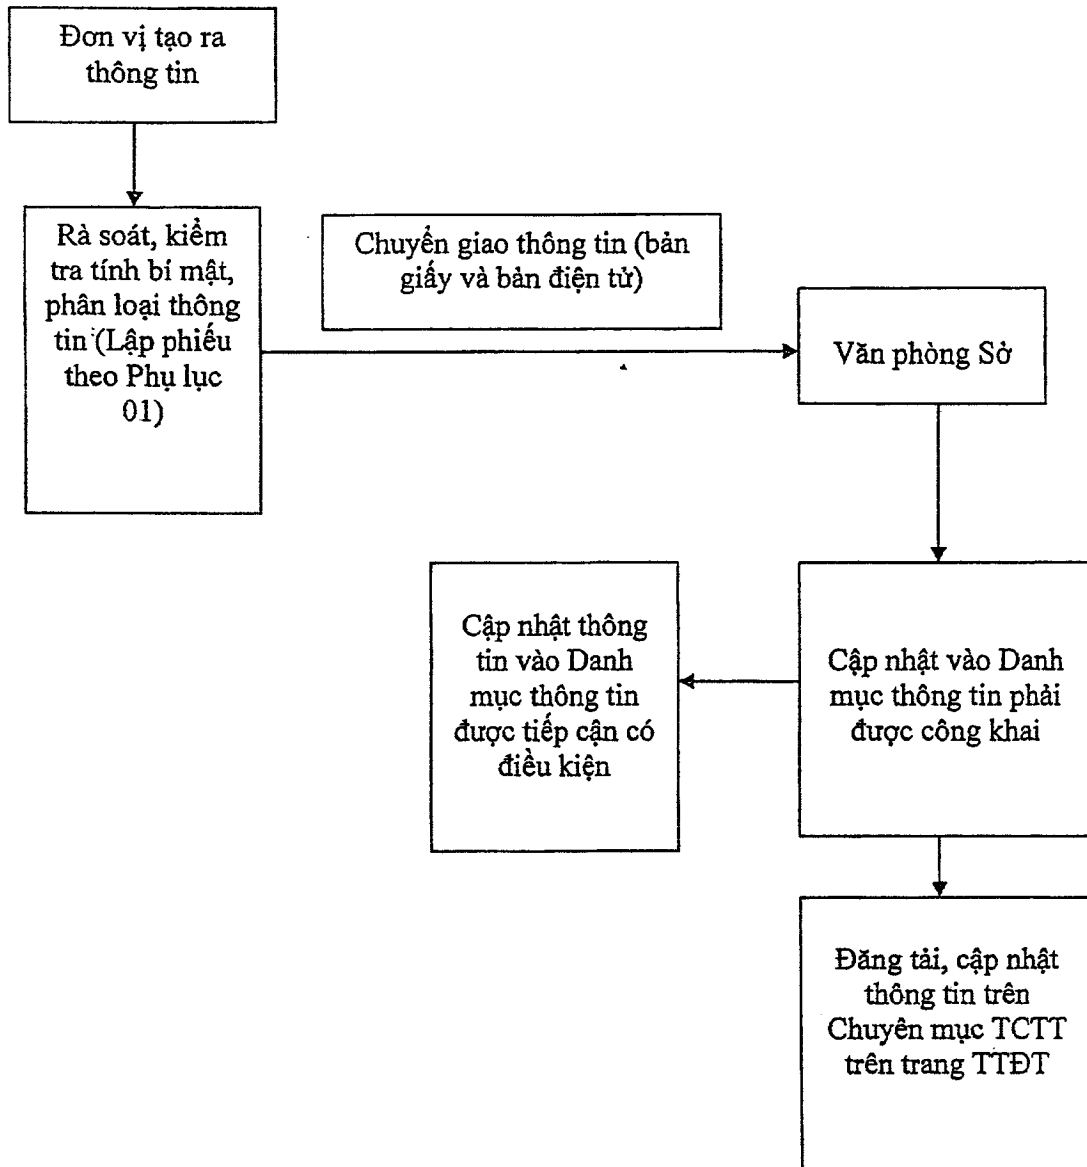 Đơn vị tạo ra
thông tin
Rà soát, kiểm
tra tính bí mật,
phân loại thông
tin (Lập phiếu
theo Phụ lục
01)
Chuyển giao thông tin (bản
giấy và bản điện tử)
Văn phòng Sở
Cập nhật thông
tin vào Danh
mục thông tin
được tiếp cận có
điều kiện
Cập nhật vào Danh
mục thông tin phải
được công khai
Đăng tải, cập nhật
thông tin trên
Chuyên mục TCTT
trên trang TTĐT